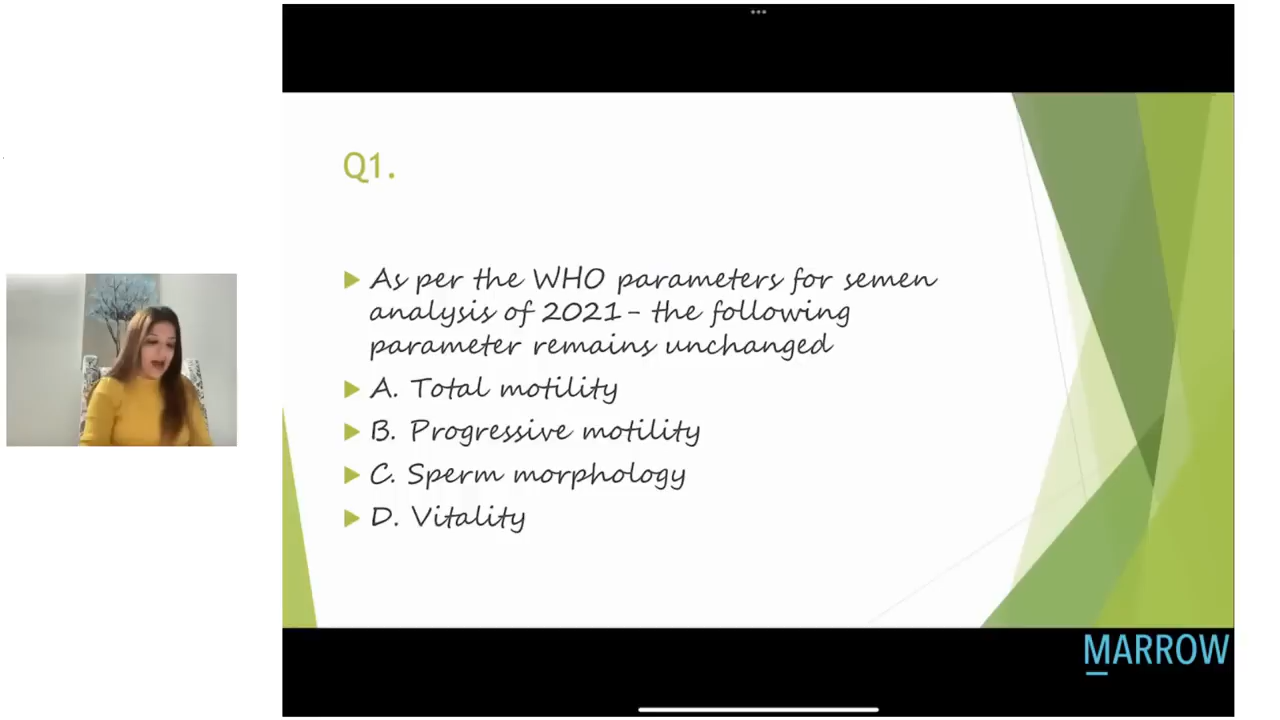 Q1.
As per the WHO parameters for semen
analysis of 2021- the following
parameter remains unchanged
A. Total motility
B. Progressive motility
C. Sperm morphology
D. Vitality
MARROW